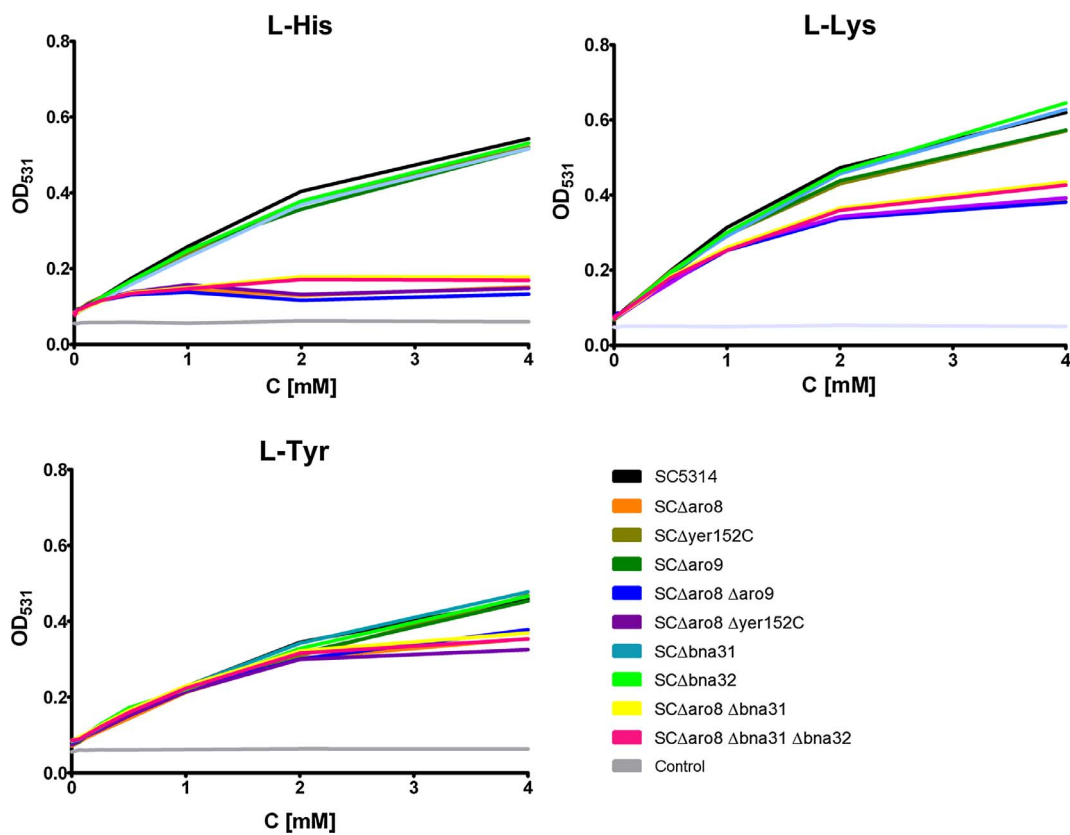 L-His
0.8
0.6
0.4
0.2
0.0
OD531
0 1 2 3 4
C [mM]
L-Lys
0.8
0.6
0.4
0.2
0.0
OD531
0 1 2 3 4
C [mM]
L-Tyr
0.8
0.6
0.4
0.2
0.0
OD531
0 1 2 3 4
C [mM]
SC5314
SCΔaro8
SCΔyer152C
SCΔaro9
SCΔaro8 Δaro9
SCΔaro8 Δyer152C
SCΔbna31
SCΔbna32
SCΔaro8 Δbna31
SCΔaro8 Δbna31 Δbna32
Control